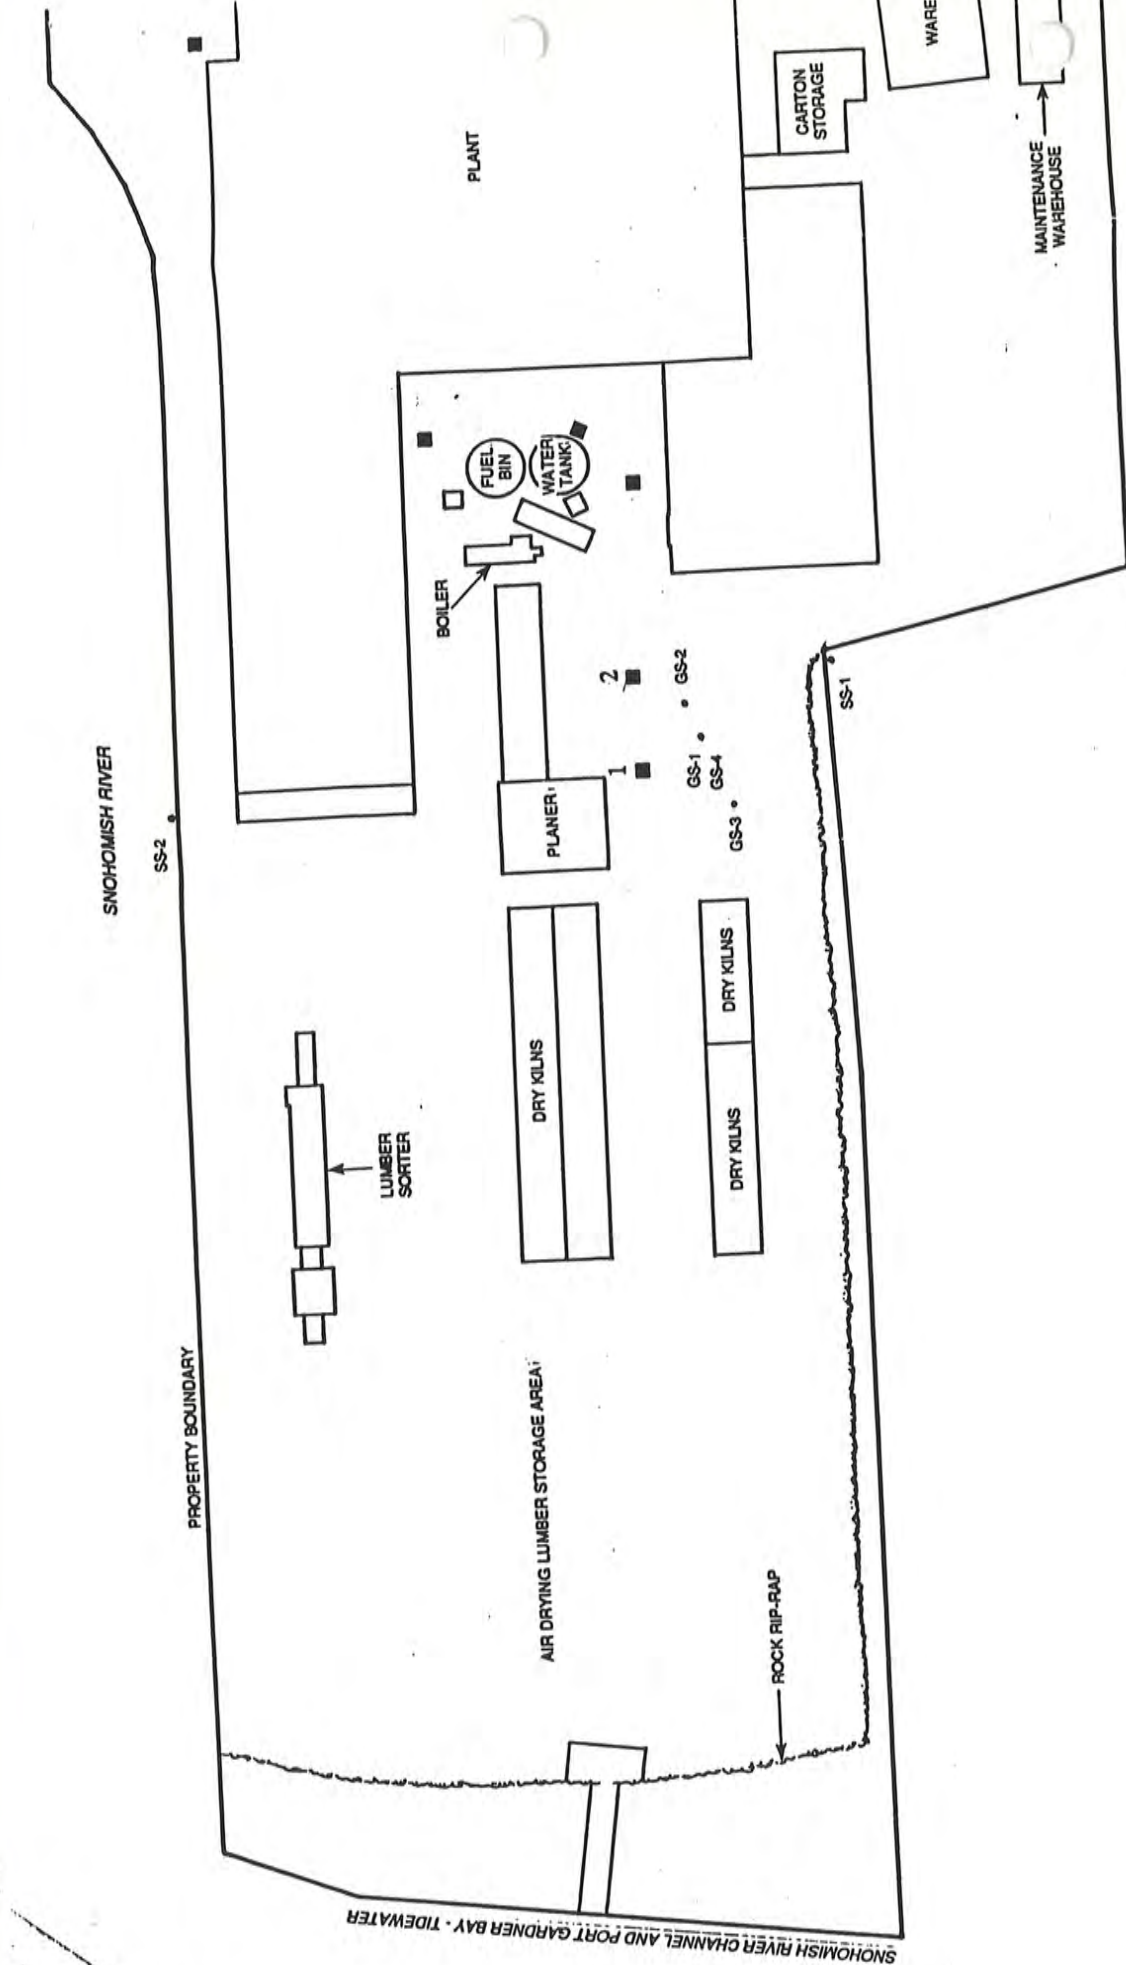 WARE
CARTON
STORAGE
PLANT
MAINTENANCE
WAREHOUSE
FUEL
BIN
WATER
TANK
BOILER
2
GS-2
SS-1
SNOHOMISH RIVER
SS-2
1
GS-1
GS-4
PLANER
GS-3
DRY KILNS
DRY KILNS
DRY KILNS
LUMBER
SORTER
PROPERTY BOUNDARY
AIR DRYING LUMBER STORAGE AREA
ROCK RIP-RAP
SNOHOMISH RIVER CHANNEL AND PORT GARDNER BAY - TIDEWATER